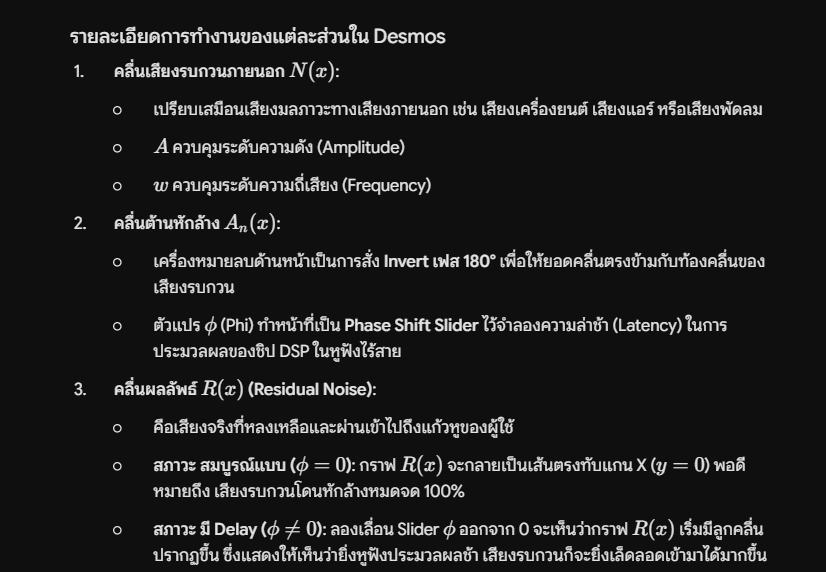 รายละเอียดการทำงานของแต่ละส่วนใน Desmos
1. คลื่นเสียงรบกวนภายนอก N(x):
○ เปรียบเสมือนเสียงมลภาวะทางเสียงภายนอก เช่น เสียงเครื่องยนต์ เสียงแอร์ หรือเสียงพัดลม
○ A ควบคุมระดับความดัง (Amplitude)
○ w ควบคุมระดับความถี่เสียง (Frequency)
2. คลื่นต้านหักล้าง Aₙ(x):
○ เครื่องหมายลบด้านหน้าเป็นการสั่ง Invert เฟส 180° เพื่อให้ยอดคลื่นตรงข้ามกับท้องคลื่นของ
เสียงรบกวน
○ ตัวแปร ϕ (Phi) ทำหน้าที่เป็น Phase Shift Slider ไว้จำลองความล่าช้า (Latency) ในการ
ประมวลผลของชิป DSP ในหูฟังไร้สาย
3. คลื่นผลลัพธ์ R(x) (Residual Noise):
○ คือเสียงจริงที่หลงเหลือและผ่านเข้าไปถึงแก้วหูของผู้ใช้
○ สภาวะ สมบูรณ์แบบ (ϕ = 0): กราฟ R(x) จะกลายเป็นเส้นตรงทับแกน X (y = 0) พอดี
หมายถึง เสียงรบกวนโดนหักล้างหมดจด 100%
○ สภาวะ มี Delay (ϕ ≠ 0): ลองเลื่อน Slider ϕ ออกจาก 0 จะเห็นว่ากราฟ R(x) เริ่มมีลูกคลื่น
ปรากฏขึ้น ซึ่งแสดงให้เห็นว่ายิ่งหูฟังประมวลผลช้า เสียงรบกวนก็จะยิ่งเล็ดลอดเข้ามาได้มากขึ้น